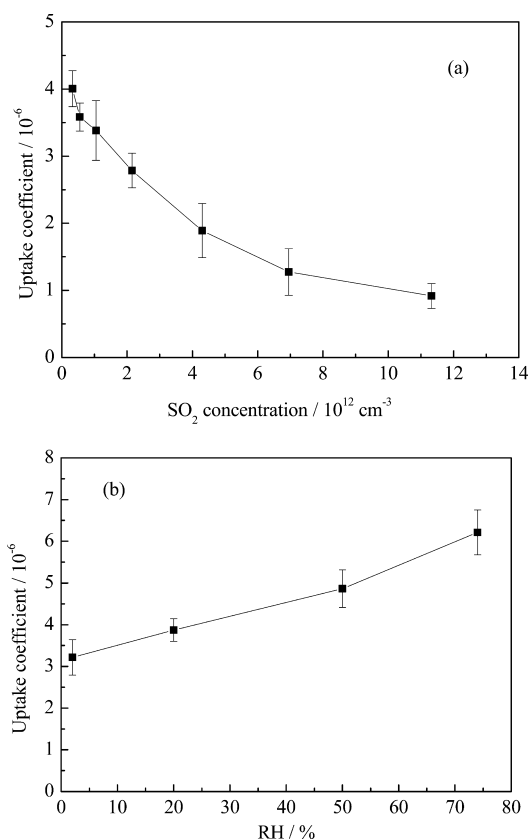 (a)
Uptake coefficient / 10⁻⁶
5
4
3
2
1
0
0 2 4 6 8 10 12 14
SO₂ concentration / 10¹² cm⁻³
(b)
Uptake coefficient / 10⁻⁶
8
7
6
5
4
3
2
1
0
0 10 20 30 40 50 60 70 80
RH / %